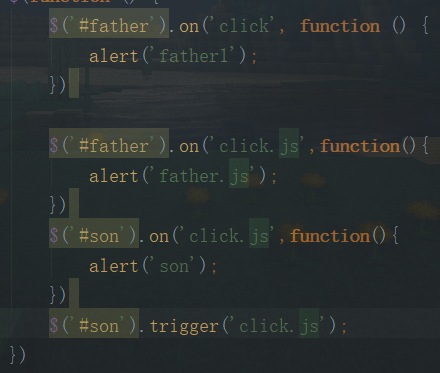 $(function () {
$('#father').on('click', function () {
alert('father1');
})
$('#father').on('click.js',function(){
alert('father.js');
})
$('#son').on('click.js',function(){
alert('son');
})
$('#son').trigger('click.js');
})